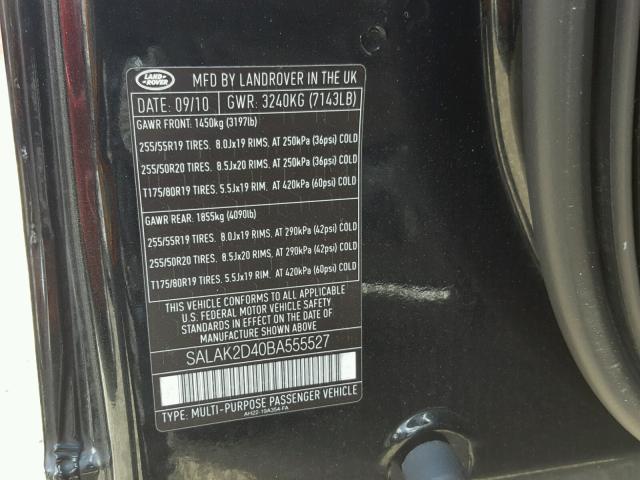 LAND-
ROVER
MFD BY LANDROVER IN THE UK
DATE: 09/10 GWR: 3240KG (7143LB)
GAWR FRONT: 1450kg (3197lb)
255/55R19 TIRES. 8.0Jx19 RIMS. AT 250kPa (36psi) COLD
255/50R20 TIRES. 8.5Jx20 RIMS. AT 250kPa (36psi) COLD
T175/80R19 TIRES. 5.5Jx19 RIM. AT 420kPa (60psi) COLD
GAWR REAR: 1855kg (4090lb)
255/55R19 TIRES. 8.0Jx19 RIMS. AT 290kPa (42psi) COLD
255/50R20 TIRES. 8.5Jx20 RIMS. AT 290kPa (42psi) COLD
T175/80R19 TIRES. 5.5Jx19 RIM. AT 420kPa (60psi) COLD
THIS VEHICLE CONFORMS TO ALL APPLICABLE
U.S. FEDERAL MOTOR VEHICLE SAFETY
STANDARDS IN EFFECT ON THE DATE OF
MANUFACTURE SHOWN ABOVE
SALAK2D40BA555527
TYPE: MULTI-PURPOSE PASSENGER VEHICLE
AH22-19A354-FA